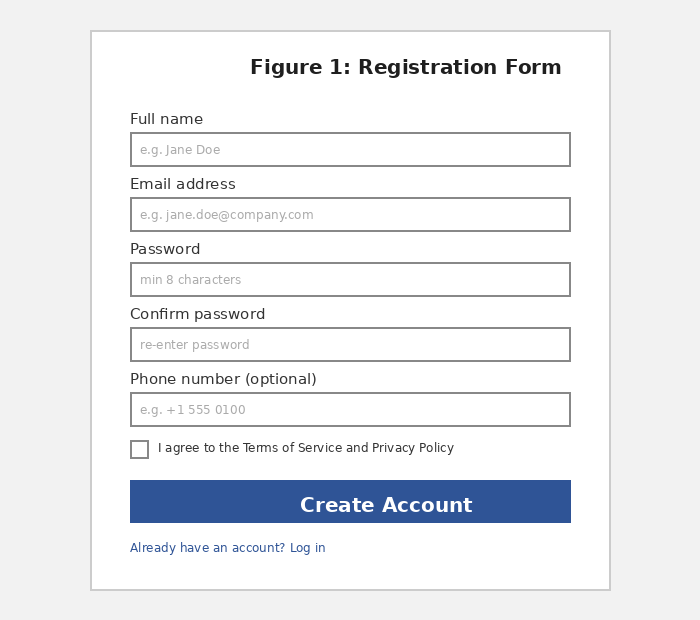 Figure 1: Registration Form
Full name
e.g. Jane Doe
Email address
e.g. jane.doe@company.com
Password
min 8 characters
Confirm password
re-enter password
Phone number (optional)
e.g. +1 555 0100
I agree to the Terms of Service and Privacy Policy
Create Account
Already have an account? Log in